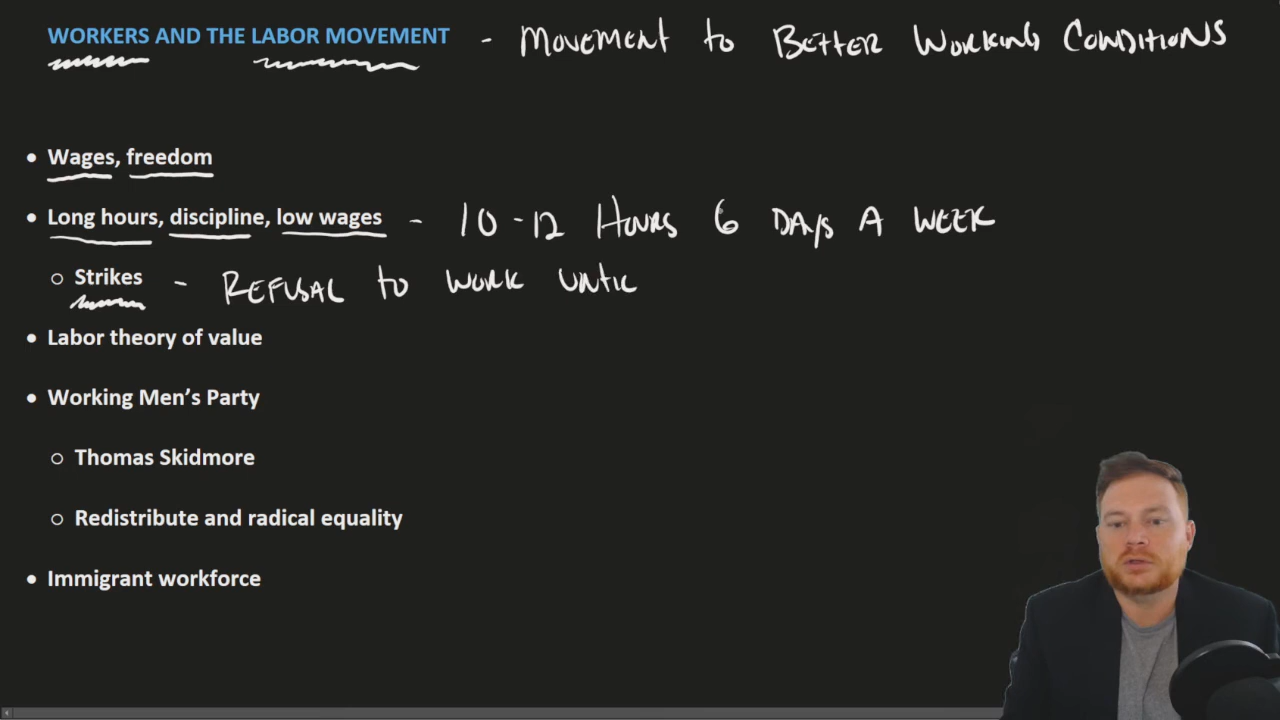 WORKERS AND THE LABOR MOVEMENT - MOVEMENT to BETTER WORKING CONDITIONS
• Wages, freedom
• Long hours, discipline, low wages - 10-12 HOURS 6 DAYS A WEEK
○ Strikes - REFUSAL to WORK UNTIL
• Labor theory of value
• Working Men's Party
○ Thomas Skidmore
○ Redistribute and radical equality
• Immigrant workforce